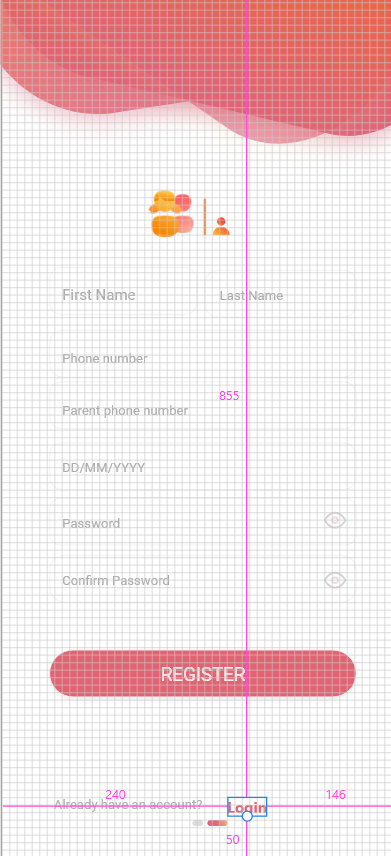 First Name
Last Name
Phone number
855
Parent phone number
DD/MM/YYYY
Password
Confirm Password
REGISTER
240
146
Already have an account? Login
50